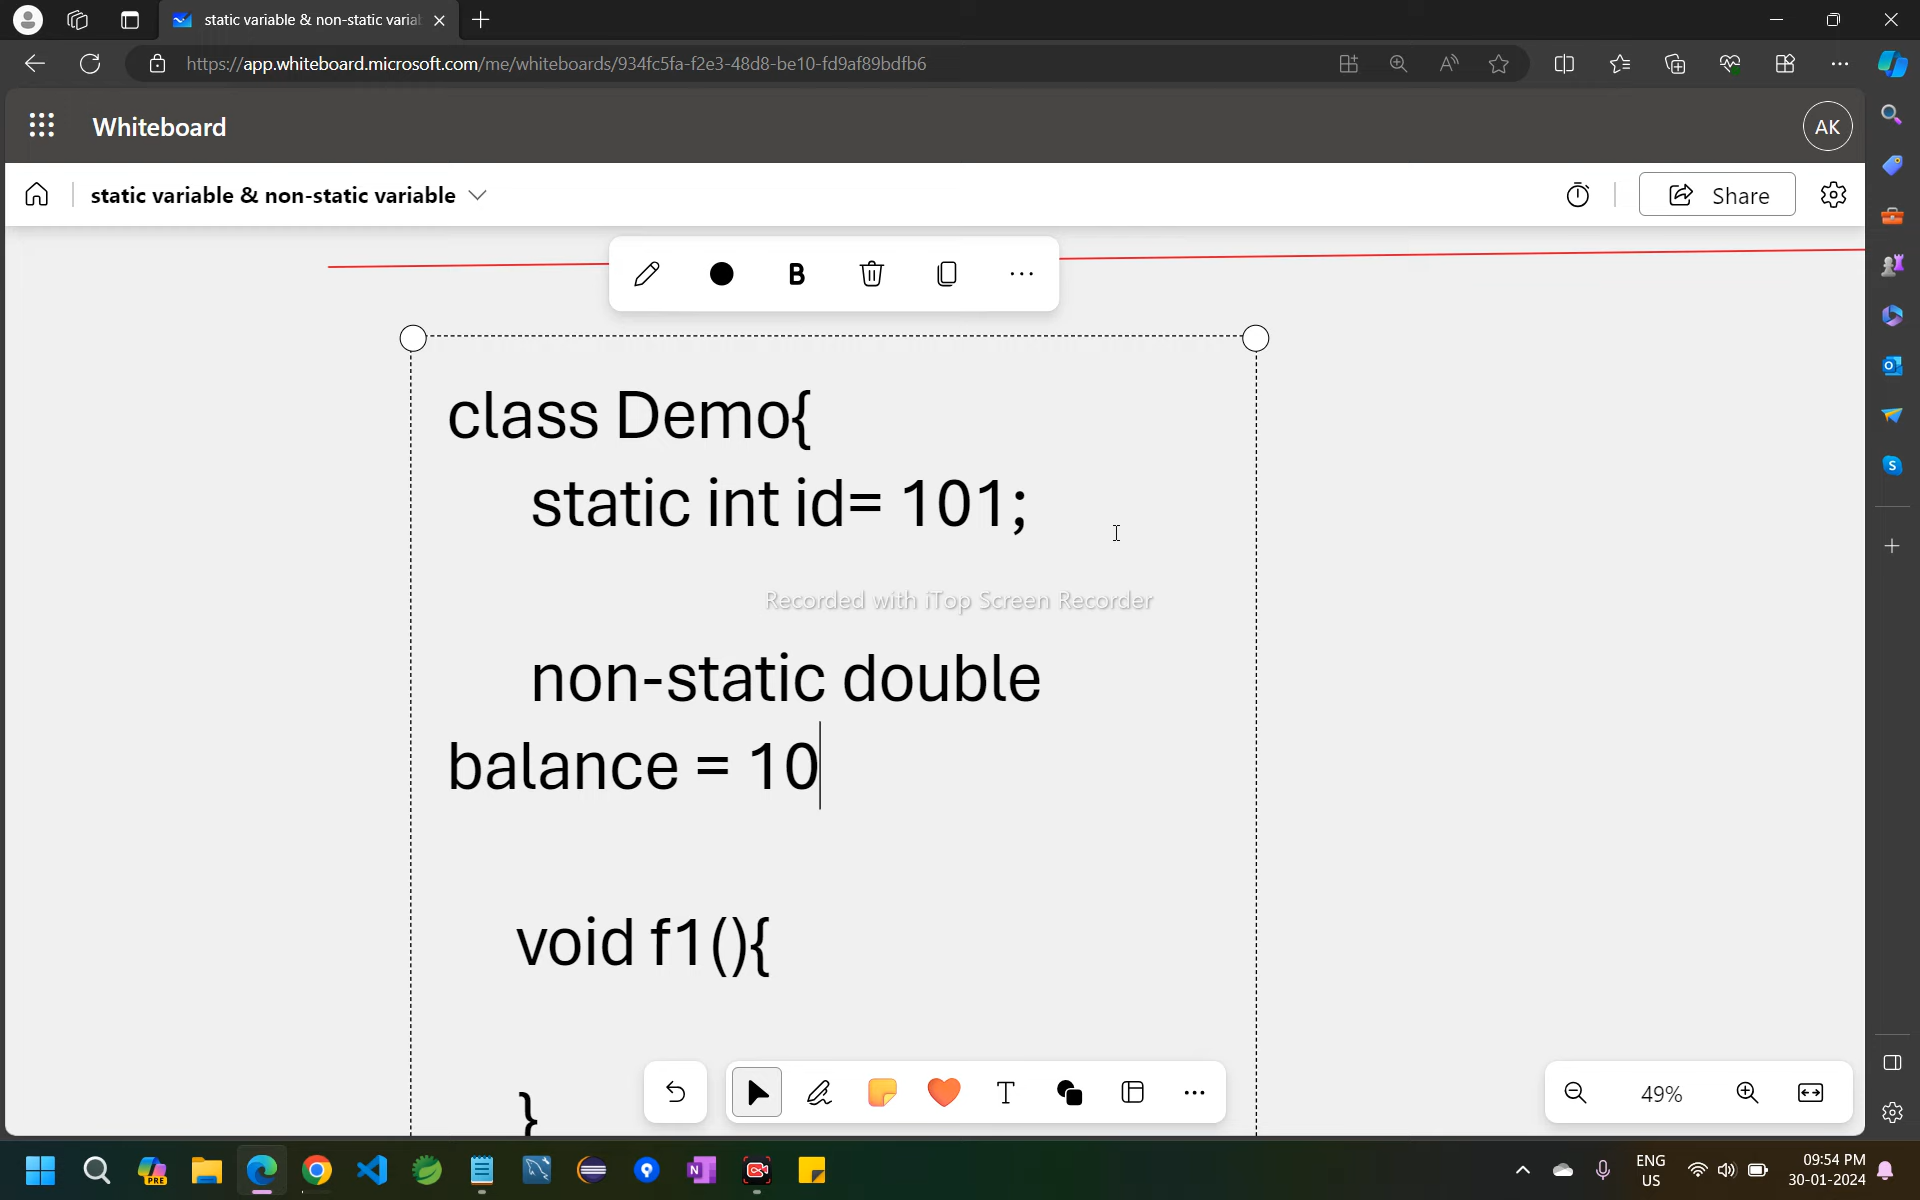 static variable & non-static varial
https://app.whiteboard.microsoft.com/me/whiteboards/934fc5fa-f2e3-48d8-be10-fd9af89bdfb6
Whiteboard
AK
static variable & non-static variable
Share
B
class Demo{
static int id= 101;
Recorded with iTop Screen Recorder
non-static double
balance = 10
void f1(){
}
49%
ENG
US
09:54 PM
30-01-2024